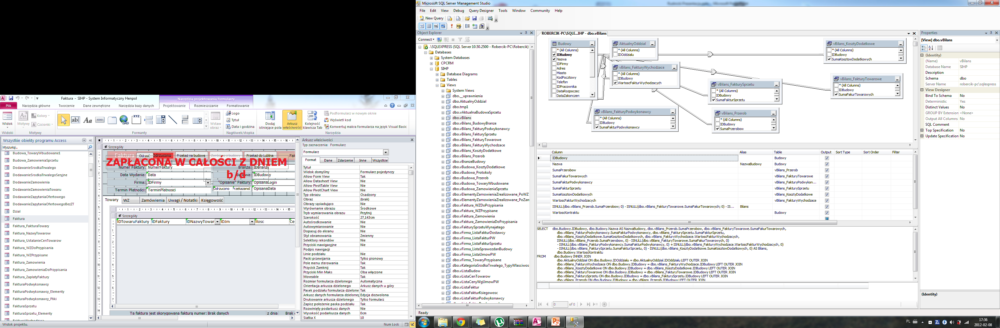 Faktura - SIHP - System Informatyczny Henpol
Narzędzia projektowania formularzy
Plik
Narzędzia główne
Tworzenie
Dane zewnętrzne
Narzędzia bazy danych
Projektowanie
Rozmieszczanie
Formatowanie
Widok
Motywy
Kolory
Czcionki
Aa
ab|
Aa
XXXX
XYZ
Wstaw obraz
Logo
Tytuł
Data i godzina
Dodaj istniejące pola
Arkusz właściwości
Kolejność klawisza Tab
Podformularz w nowym oknie
Wyświetl kod
Konwertuj makra formularza na język Visual Basic
Widoki
Motywy
Formanty
Nagłówek/stopka
Narzędzia
Wszystkie obiekty programu Access
Wyszukaj...
Budowa_TowaryWbudowane1
Budowa_ZamowieniaSprzetu
DodawanieSrodkaTrwalego
DodawanieSrodkaTrwalegoSeryjne
DodawanieZamowienia
DodawanieZamowieniaTowaru
DodawanieZapytaniaOfertowego
DodawanieZapytaniaOfertowegoBezZT
Dzial
Faktura
Faktura_FakturaTowary
Faktura_NazwyTowarow
Faktura_UstalanieCenTowarow
Faktura_WZDoPrzypisania
Faktura_WZPrzypisane
Faktura_Zamowienia
Faktura_ZamowieniaDoPrzypisania
Faktura_ZaplatyFaktury
FakturaPodwykonawcy
FakturaPodwykonawcy_Elementy
FakturaPodwykonawcy_Pliki
FakturaSprzetu
FakturaSprzetu_Elementy
FakturaWychodzaca
Szczegóły
Faktura
Odrzuć
Odrzucona
Przekaż na budowę
Zwrócono z budowy
Przekaż do Lublina
Fak
ZAPŁACONA W CAŁOŚCI Z DNIEM
b/d
Numer Faktury: NumerFaktury
Branża: IDBranzy
Data Wydania: Data
Budowa: IDBudowy
Firma: IDFirmy
"Opisanie" Faktury: OpisanaLogin
Termin Płatności: TerminPlatnosci
Odrzucono
OpisanaData
Towary
WZ
Zamówienia
Uwagi / Notatki
Księgowość
Szczegóły
IDTowaruFaktury IDFaktury IDNazwyTowar IDJm Ilosc Ce
Ta faktura jest skorygowana fakturą numer: Brak danych
z dnia
Brak
Arkusz właściwości
Typ zaznaczenia: Formularz
Formularz
Format Dane Zdarzenie Inne Wszystkie
Tytuł
Widok domyślny Formularz pojedynczy
Allow Form View Tak
Allow Datasheet View Nie
Allow PivotTable View Nie
Allow PivotChart View Nie
Typ obrazu Osadzony
Obraz (brak)
Obrazy sąsiadująco Nie
Wyrównanie obrazu Środkowe
Tryb wymiarowania obrazu Przytnij
Szerokość 27,143cm
Autośrodkowanie Nie
Autowymiarowanie Nie
Dopasuj do ekranu Nie
Styl obramowania Zmienny
Selektory rekordów Nie
Przyciski nawigacyjne Nie
Podpis nawigacji
Linie podziału Nie
Paski przewijania Tylko pionowy
Pole menu sterowania Tak
Przycisk Zamknij Tak
Przyciski Min Maks Oba włączone
Moveable Tak
Rozmiar formularza dzielonego Automatyczna
Orientacja arkusza dzielonego Arkusz danych u góry
Pasek podziału formularza dzielone Tak
Arkusz danych formularza dzieloneg Edycja dozwolona
Drukowanie arkusza dzielonego Tylko formularz
Zapisz położenie paska podziału Tak
Rozwinięty podarkusz danych Nie
Wysokość podarkusza danych 0cm
Siatka X 10
Widok projektu.
Num Lock
Microsoft SQL Server Management Studio
File Edit View Debug Query Designer Tools Window Community Help
New Query
Object Explorer
Connect
.\SQLEXPRESS (SQL Server 10.50.2500 - Robercik-PC\Robercik)
Databases
System Databases
CPCRM
SIHP
Database Diagrams
Tables
Views
System Views
dbo.__uprawnienia
dbo.AktualnyOddzial
dbo.tmp1
dbo.vAktualnaBudowaSprzetu
dbo.vBilans
dbo.vBilans_BudowyBranze
dbo.vBilans_FakturyPodwykonawcy
dbo.vBilans_FakturySprzetu
dbo.vBilans_FakturyTowarowe
dbo.vBilans_FakturyWychodzace
dbo.vBilans_KosztyDodatkowe
dbo.vBilans_Przerob
dbo.vBranzeBudowy
dbo.vBudowa_KosztyDodatkowe
dbo.vBudowa_Protokoly
dbo.vBudowa_Przerob
dbo.vBudowa_TowaryWbudowane
dbo.vBudowa_ZamowieniaSprzetu
dbo.vElementyZamowieniaZrealizowane_PoWZ
dbo.vElementyZamowieniaZrealizowane_PoZam
dbo.vFaktura_WZDoPrzypisania
dbo.vFaktura_WZPrzypisane
dbo.vFaktura_Zamowienia
dbo.vFaktura_ZamowieniaDoPrzypisania
dbo.vFakturySprzetuWynajetego
dbo.vFirma_ListaFakturDostawcy
dbo.vFirma_ListaFakturPW
dbo.vFirma_ListaFakturSprzetu
dbo.vFirma_ListaSprawozdanBudowy
dbo.vFirma_ListaUmowPW
dbo.vFirma_TowaryPrzypisane
dbo.vKategoriaSrodkaTrwalego_TypyWlasciwos
dbo.vListaBudow
dbo.vListaCenTowarow
dbo.vListaCenyWgUmowPW
dbo.vListaFaktur
dbo.vListaFakturKsiegowosc
dbo.vListaFakturPodwykonawcy
ROBERCIK-PC\SQLE...IHP - dbo.vBilans
Budowy
* (All Columns)
IDBudowy
Nazwa
IDFirmy
Adres
Miasto
KodPocztowy
Telefon
IDPracownika
DataRozpoczec
DataZakonczen
AktualnyOddzial
* (All Columns)
IDOddzialu
vBilans_FakturyWychodzace
* (All Columns)
IDBudowy
WartoscFakturWychodzacych
vBilans_FakturyPodwykonawcy
* (All Columns)
IDBudowy
SumaFakturPodwykonawcy
vBilans_FakturySprzetu
* (All Columns)
IDBudowy
SumaFakturSprzetu
vBilans_Przerob
* (All Columns)
IDBudowy
SumaPrzerobow
vBilans_KosztyDodatkowe
* (All Columns)
IDBudowy
SumaKosztowDodatkowych
vBilans_FakturyTowarowe
* (All Columns)
IDBudowy
SumaFakurTowarowych
Column Alias Table Output Sort Type Sort Order Filter
IDBudowy Budowy
Nazwa NazwaBudowy Budowy
SumaPrzerobow vBilans_Przerob
SumaFakurTowarowych vBilans_FakturyTowarowe
SumaFakturPodwykonawcy vBilans_FakturyPodwykon...
SumaFakturSprzetu vBilans_FakturySprzetu
SumaKosztowDodatkowych vBilans_KosztyDodatkowe
WartoscFakturWychodzacych vBilans_FakturyWychodzace
ISNULL(dbo.vBilans_Przerob.SumaPrzerobow; 0) - ISNULL(dbo.vBilans_FakturyTowarowe.SumaFakurTowarowych; 0) - IS... Bilans
WartoscKontraktu Budowy
SELECT dbo.Budowy.IDBudowy, dbo.Budowy.Nazwa AS NazwaBudowy, dbo.vBilans_Przerob.SumaPrzerobow, dbo.vBilans_FakturyTowarowe.SumaFakurTowarowych,
dbo.vBilans_FakturyPodwykonawcy.SumaFakturPodwykonawcy, dbo.vBilans_FakturySprzetu.SumaFakturSprzetu,
dbo.vBilans_KosztyDodatkowe.SumaKosztowDodatkowych, dbo.vBilans_FakturyWychodzace.WartoscFakturWychodzacych,
ISNULL(dbo.vBilans_Przerob.SumaPrzerobow, 0) - ISNULL(dbo.vBilans_FakturyTowarowe.SumaFakurTowarowych, 0)
- ISNULL(dbo.vBilans_FakturyPodwykonawcy.SumaFakturPodwykonawcy, 0) + ISNULL(dbo.vBilans_FakturyWychodzace.WartoscFakturWychodzacych, 0)
- ISNULL(dbo.vBilans_FakturySprzetu.SumaFakturSprzetu, 0) - ISNULL(dbo.vBilans_KosztyDodatkowe.SumaKosztowDodatkowych, 0) AS Bilans,
dbo.Budowy.WartoscKontraktu
FROM dbo.Budowy INNER JOIN
dbo.AktualnyOddzial ON dbo.Budowy.IDOddzialu = dbo.AktualnyOddzial.IDOddzialu LEFT OUTER JOIN
dbo.vBilans_FakturyWychodzace ON dbo.Budowy.IDBudowy = dbo.vBilans_FakturyWychodzace.IDBudowy LEFT OUTER JOIN
dbo.vBilans_KosztyDodatkowe ON dbo.Budowy.IDBudowy = dbo.vBilans_KosztyDodatkowe.IDBudowy LEFT OUTER JOIN
dbo.vBilans_FakturyTowarowe ON dbo.Budowy.IDBudowy = dbo.vBilans_FakturyTowarowe.IDBudowy LEFT OUTER JOIN
dbo.vBilans_FakturySprzetu ON dbo.Budowy.IDBudowy = dbo.vBilans_FakturySprzetu.IDBudowy LEFT OUTER JOIN
dbo.vBilans_Przerob ON dbo.Budowy.IDBudowy = dbo.vBilans_Przerob.IDBudowy LEFT OUTER JOIN
0 of 0
Properties
[View] dbo.vBilans
(Identity)
(Name) vBilans
Database Name SIHP
Description
Schema dbo
Server Name robercik-pc\sqlexpress
View Designer
Bind To Schema No
Deterministic Yes
Distinct Values No
GROUP BY Extension <None>
Output All Columns No
SQL Comment
Top Specification No
Update Specification No
(Identity)
Ready
PL
17:36
2012-02-08